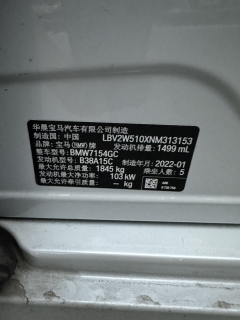 华晨宝马汽车有限公司制造
制造国：中国 LBV2W510XNM313153
品牌：宝马(BMW)牌 发动机排量：1499 mL
整车型号：BMW7154GC
发动机型号：B38A15C 制造年月：2022-01
最大允许总质量：1845 kg 乘坐人数：5
发动机最大净功率：103 kW
最大允许牵引质量：- kg